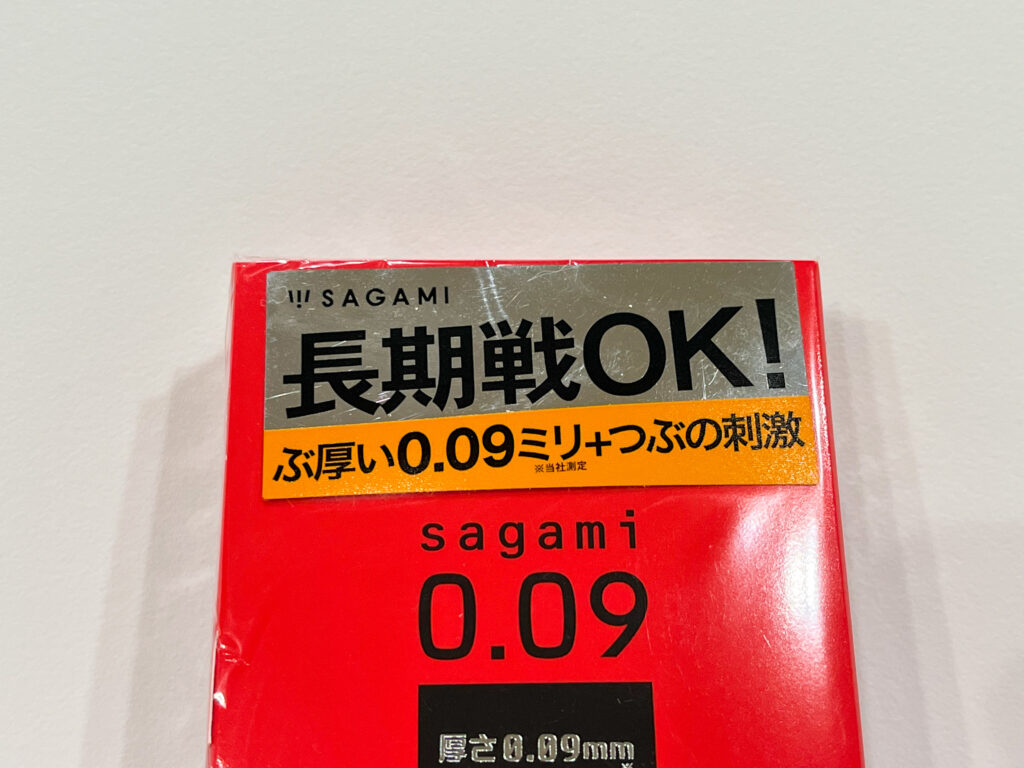 SAGAMI
長期戦OK!
ぶ厚い0.09ミリ+つぶの刺激
※当社測定
sagami
0.09
厚さ0.09mm
※